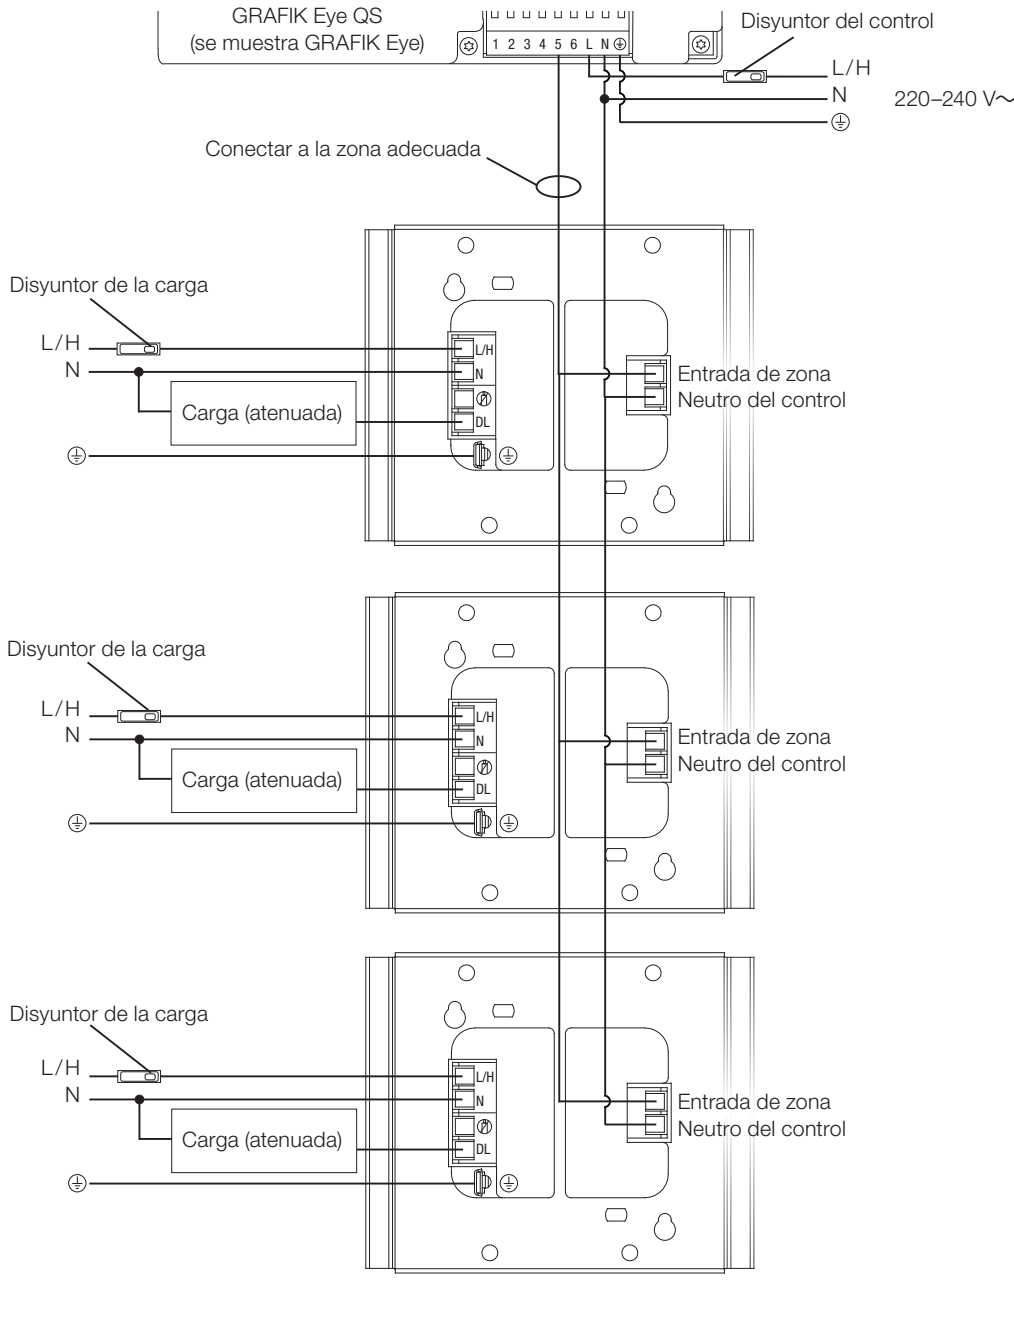 GRAFIK Eye QS
(se muestra GRAFIK Eye)
1 2 3 4 5 6 L N
Disyuntor del control
L/H
N
220–240 V~
Conectar a la zona adecuada
Disyuntor de la carga
L/H
N
Carga (atenuada)
L/H
N
DL
Entrada de zona
Neutro del control
Disyuntor de la carga
L/H
N
Carga (atenuada)
L/H
N
DL
Entrada de zona
Neutro del control
Disyuntor de la carga
L/H
N
Carga (atenuada)
L/H
N
DL
Entrada de zona
Neutro del control